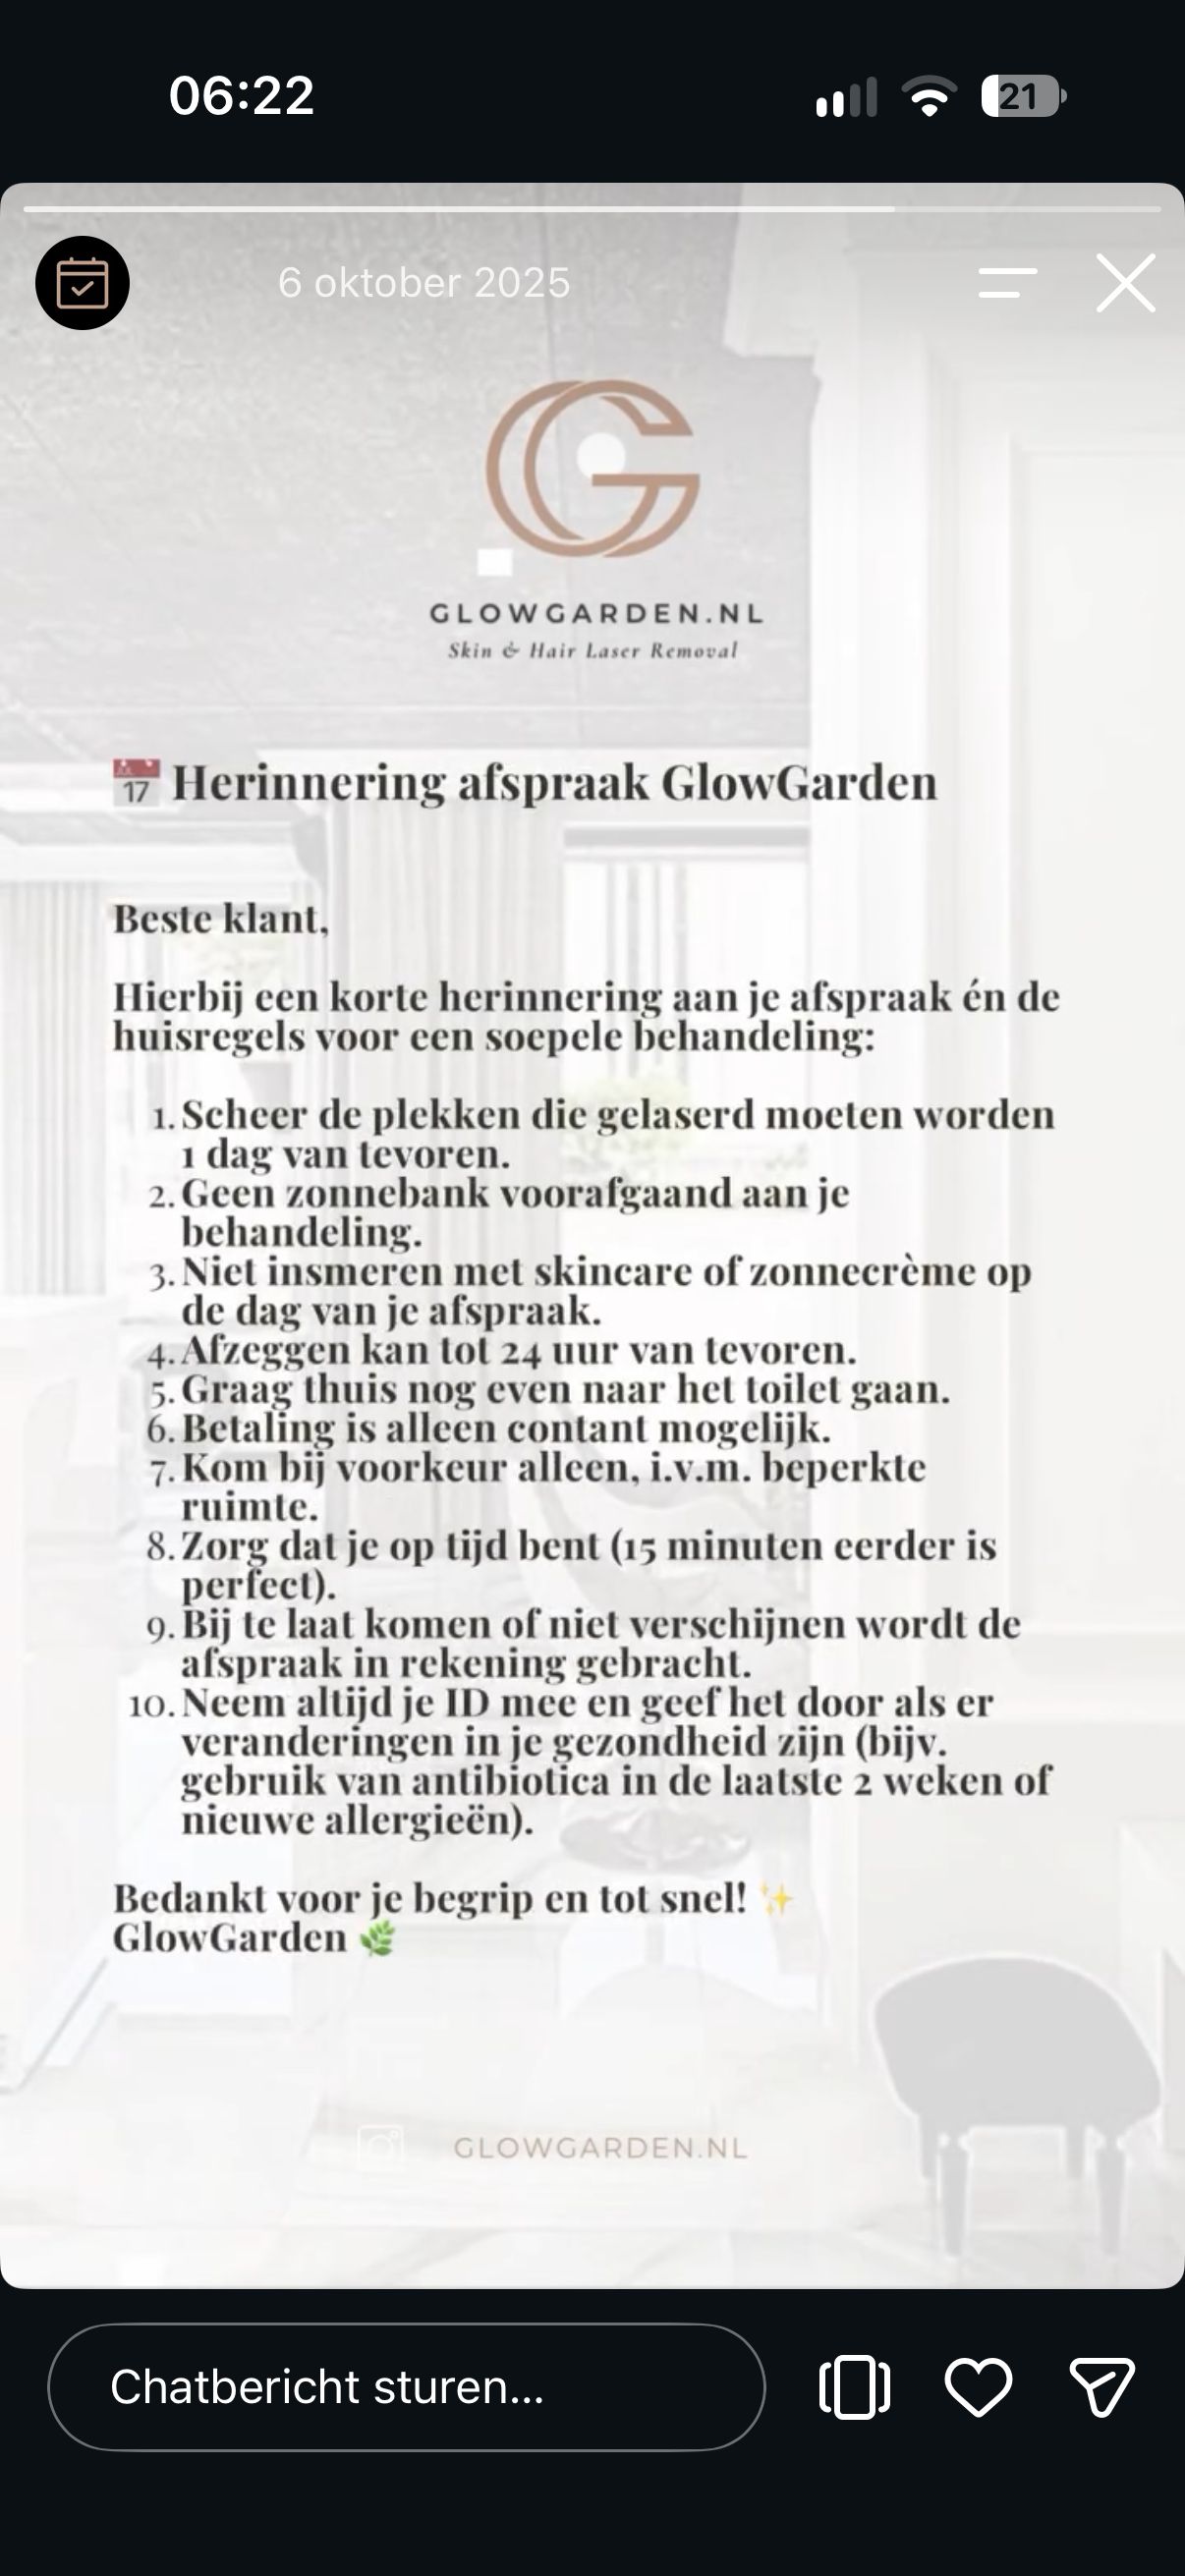 06:22
21
6 oktober 2025
GLOWGARDEN.NL
Skin & Hair Laser Removal
17 Herinnering afspraak GlowGarden
Beste klant,
Hierbij een korte herinnering aan je afspraak én de
huisregels voor een soepele behandeling:
1. Scheer de plekken die gelaserd moeten worden
1 dag van tevoren.
2. Geen zonnebank voorafgaand aan je
behandeling.
3. Niet insmeren met skincare of zonnecrème op
de dag van je afspraak.
4. Afzeggen kan tot 24 uur van tevoren.
5. Graag thuis nog even naar het toilet gaan.
6. Betaling is alleen contant mogelijk.
7. Kom bij voorkeur alleen, i.v.m. beperkte
ruimte.
8. Zorg dat je op tijd bent (15 minuten eerder is
perfect).
9. Bij te laat komen of niet verschijnen wordt de
afspraak in rekening gebracht.
10. Neem altijd je ID mee en geef het door als er
veranderingen in je gezondheid zijn (bijv.
gebruik van antibiotica in de laatste 2 weken of
nieuwe allergieën).
Bedankt voor je begrip en tot snel! ✨
GlowGarden 🌿
GLOWGARDEN.NL
Chatbericht sturen...